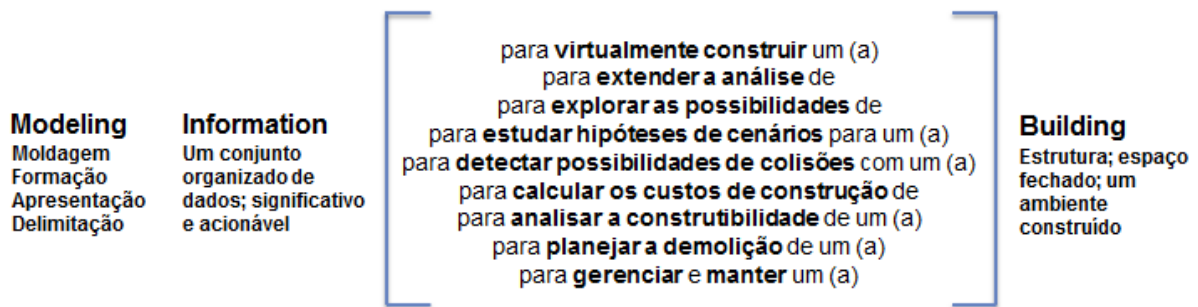 Modeling
Moldagem
Formação
Apresentação
Delimitação
Information
Um conjunto
organizado de
dados; significativo
e acionável
para virtualmente construir um (a)
para extender a análise de
para explorar as possibilidades de
para estudar hipóteses de cenários para um (a)
para detectar possibilidades de colisões com um (a)
para calcular os custos de construção de
para analisar a construtibilidade de um (a)
para planejar a demolição de um (a)
para gerenciar e manter um (a)
Building
Estrutura; espaço
fechado; um
ambiente
construído